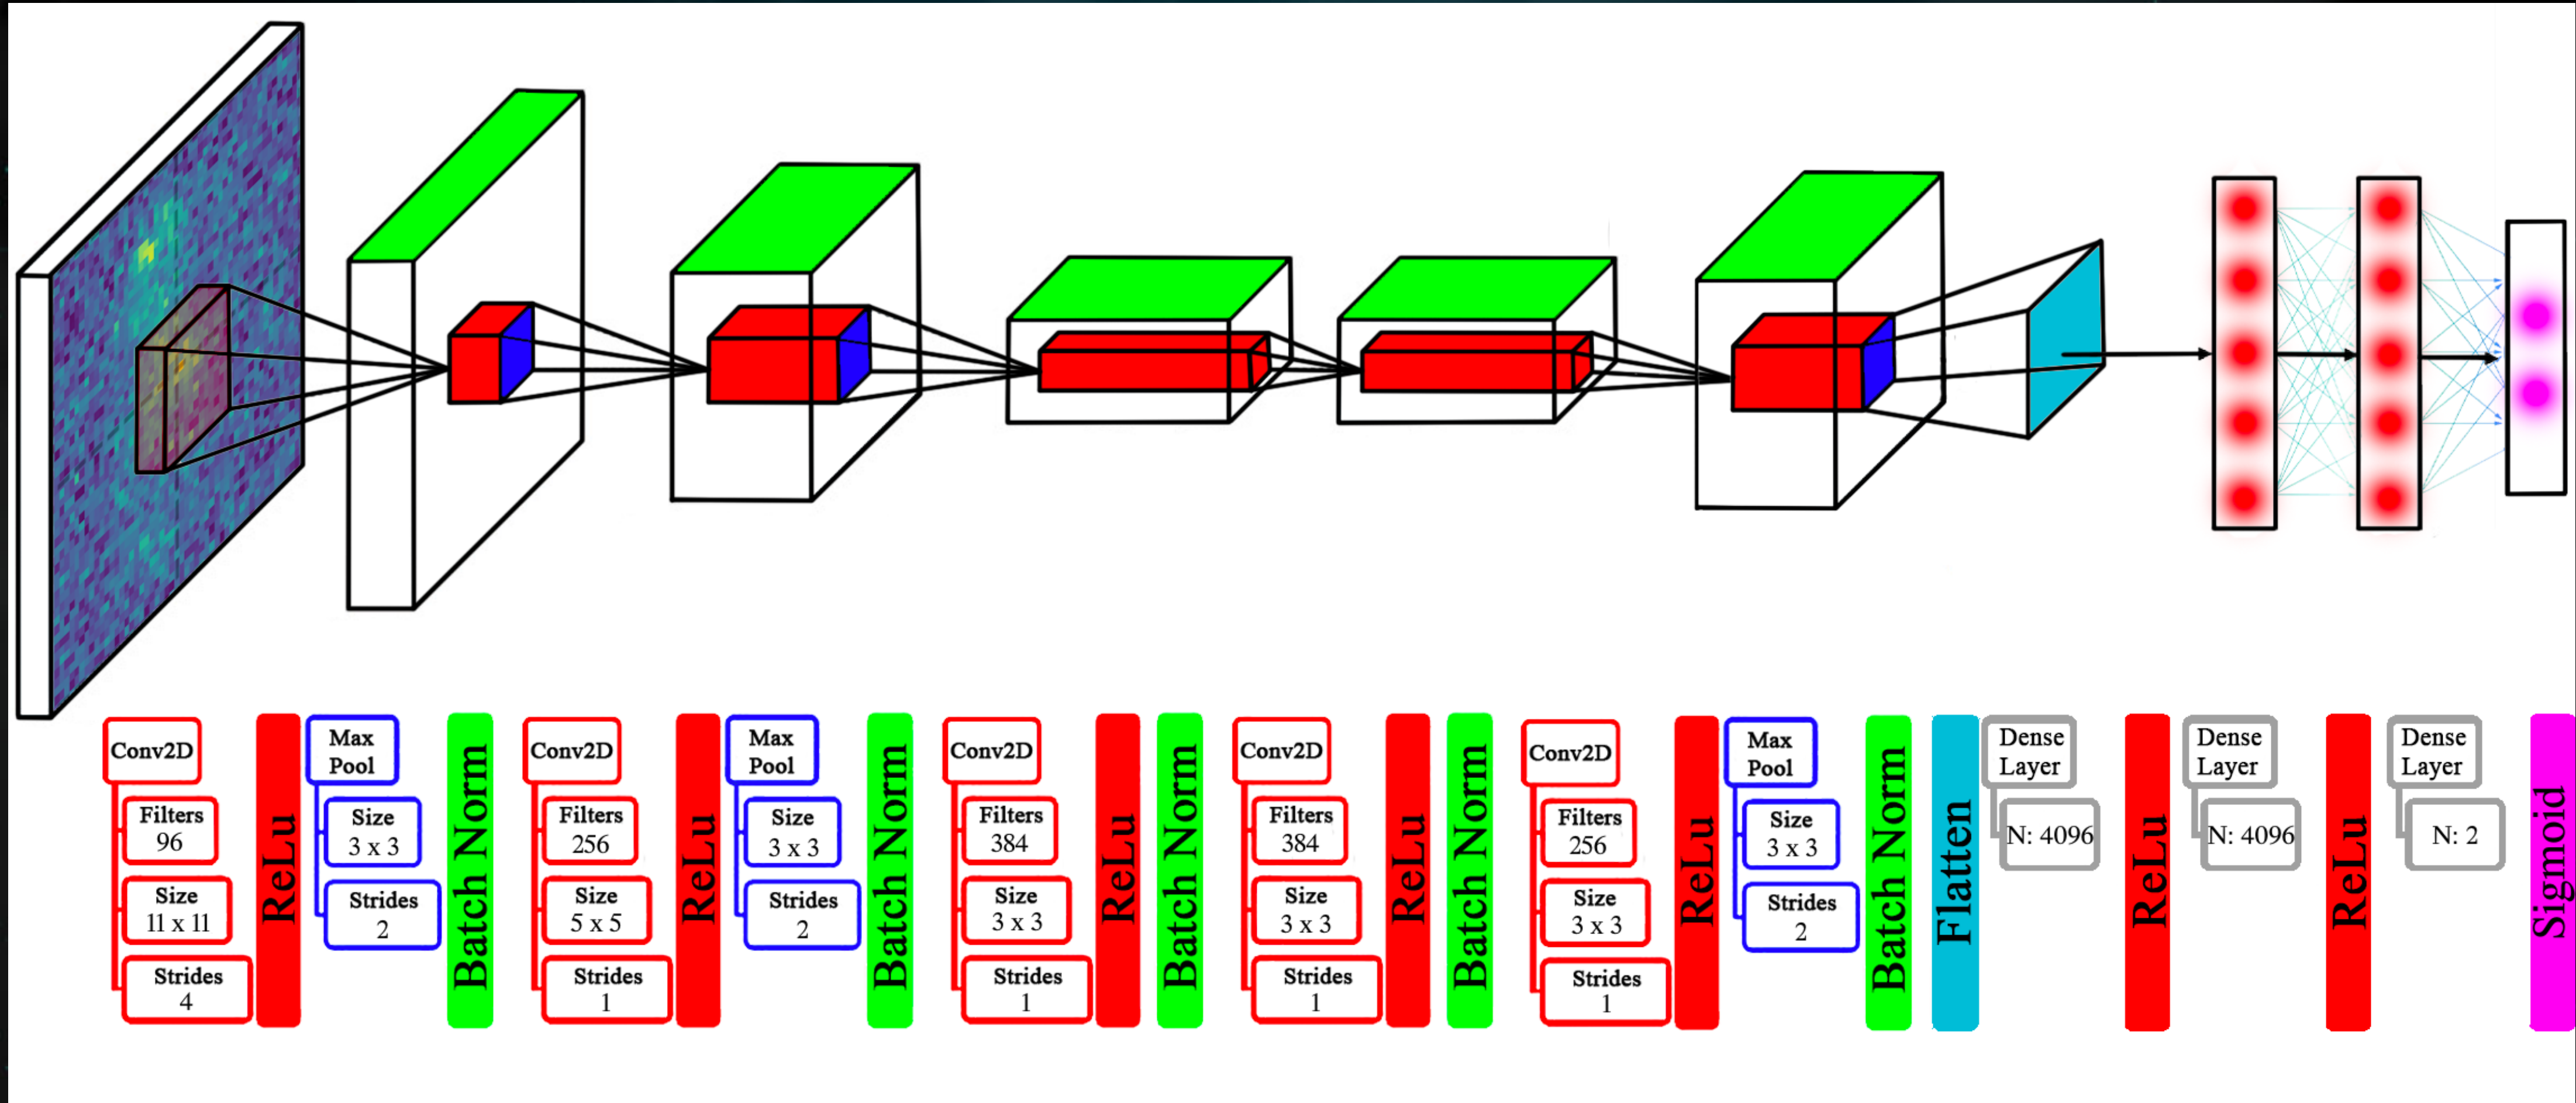 Conv2D
Filters
96
Size
11 x 11
Strides
4
ReLu
Max
Pool
Size
3 x 3
Strides
2
Batch Norm
Conv2D
Filters
256
Size
5 x 5
Strides
1
ReLu
Max
Pool
Size
3 x 3
Strides
2
Batch Norm
Conv2D
Filters
384
Size
3 x 3
Strides
1
ReLu
Batch Norm
Conv2D
Filters
384
Size
3 x 3
Strides
1
ReLu
Batch Norm
Conv2D
Filters
256
Size
3 x 3
Strides
1
ReLu
Max
Pool
Size
3 x 3
Strides
2
Batch Norm
Flatten
Dense
Layer
N: 4096
ReLu
Dense
Layer
N: 4096
ReLu
Dense
Layer
N: 2
Sigmoid